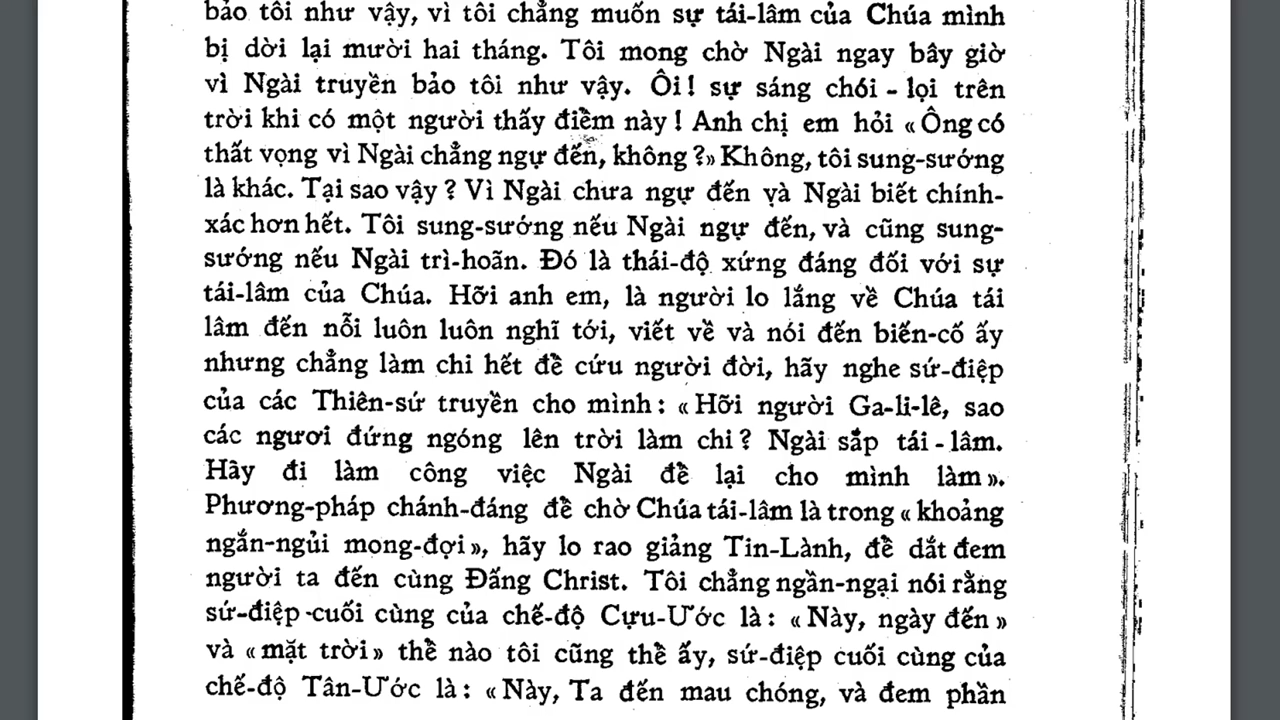 bảo tôi như vậy, vì tôi chẳng muốn sự tái-lâm của Chúa mình
bị dời lại mười hai tháng. Tôi mong chờ Ngài ngay bây giờ
vì Ngài truyền bảo tôi như vậy. Ôi! sự sáng chói - lọi trên
trời khi có một người thấy điềm này! Anh chị em hỏi « Ông có
thất vọng vì Ngài chẳng ngự đến, không ?» Không, tôi sung-sướng
là khác. Tại sao vậy ? Vì Ngài chưa ngự đến và Ngài biết chính-
xác hơn hết. Tôi sung-sướng nếu Ngài ngự đến, và cũng sung-
sướng nếu Ngài trì-hoãn. Đó là thái-độ xứng đáng đối với sự
tái-lâm của Chúa. Hỡi anh em, là người lo lắng về Chúa tái
lâm đến nỗi luôn luôn nghĩ tới, viết về và nói đến biến-cố ấy
nhưng chẳng làm chi hết để cứu người đời, hãy nghe sứ-điệp
của các Thiên-sứ truyền cho mình : « Hỡi người Ga-li-lê, sao
các ngươi đứng ngóng lên trời làm chi ? Ngài sắp tái - lâm.
Hãy đi làm công việc Ngài để lại cho mình làm ».
Phương-pháp chánh-đáng để chờ Chúa tái-lâm là trong « khoảng
ngắn-ngủi mong-đợi », hãy lo rao giảng Tin-Lành, để dắt đem
người ta đến cùng Đấng Christ. Tôi chẳng ngần-ngại nói rằng
sứ-điệp cuối cùng của chế-độ Cựu-Ước là : « Này, ngày đến »
và « mặt trời » thể nào tôi cũng thể ấy, sứ-điệp cuối cùng của
chế-độ Tân-Ước là : « Này, Ta đến mau chóng, và đem phần